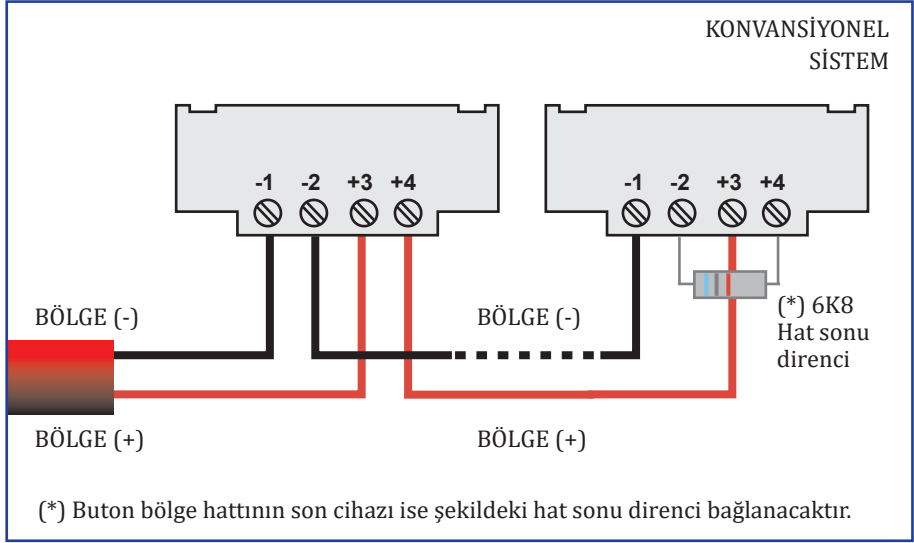 KONVANSİYONEL
SİSTEM
-1 -2 +3 +4
-1 -2 +3 +4
BÖLGE (-)
BÖLGE (-)
(*) 6K8
Hat sonu
direnci
BÖLGE (+)
BÖLGE (+)
(*) Buton bölge hattının son cihazı ise şekildeki hat sonu direnci bağlanacaktır.